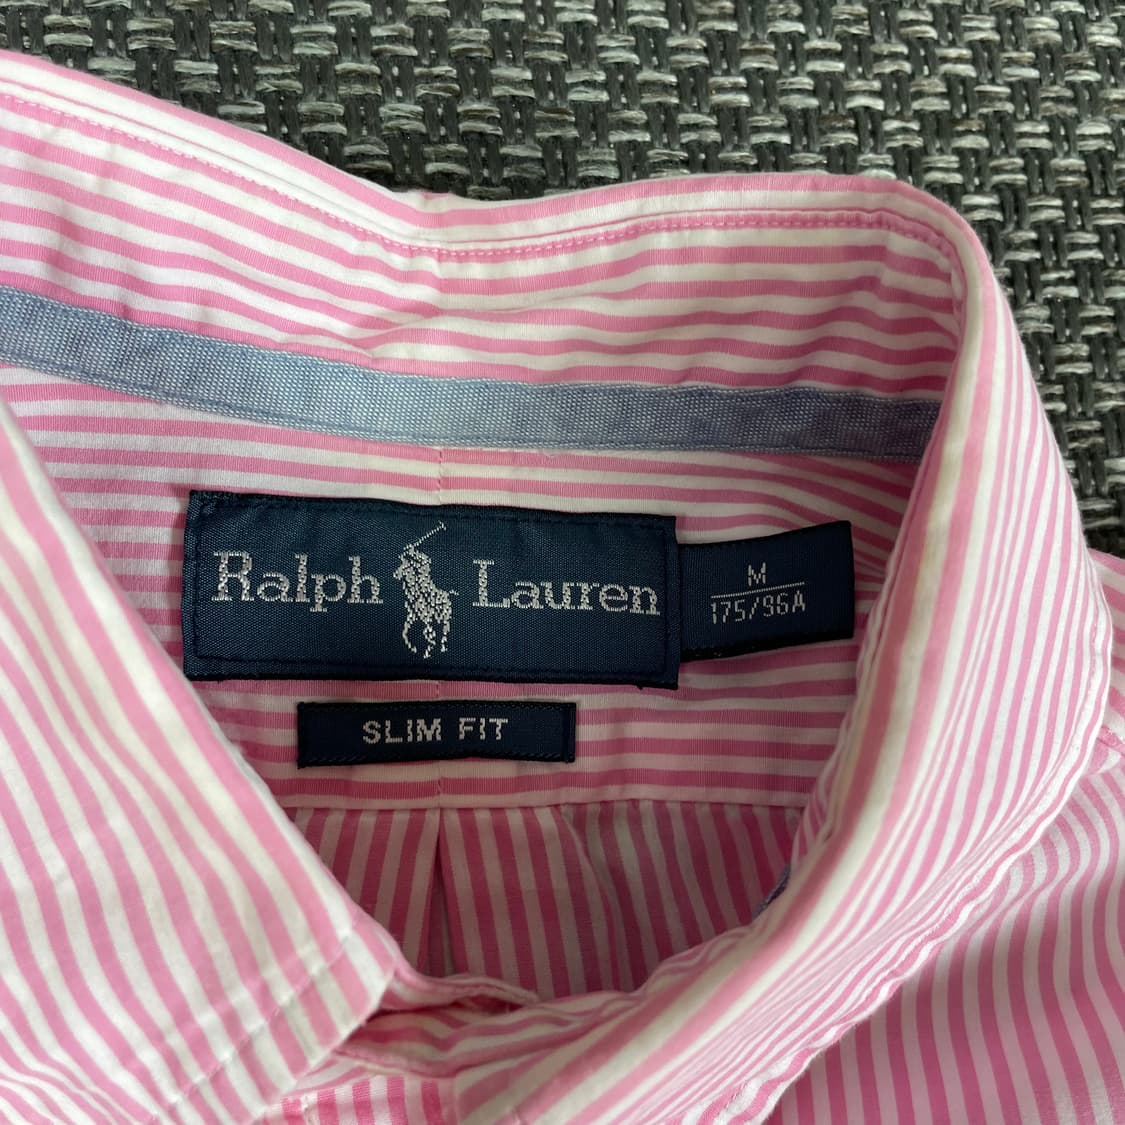 Ralph Lauren
M
175/96A
SLIM FIT